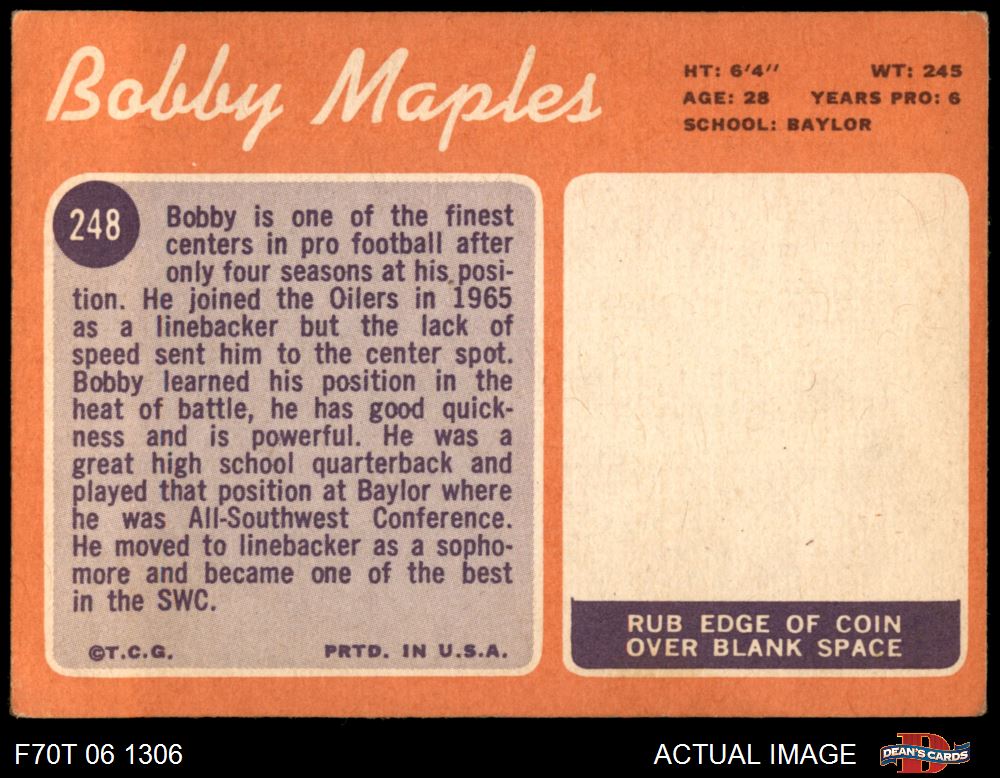 Bobby Maples
HT: 6'4"
WT: 245
AGE: 28
YEARS PRO: 6
SCHOOL: BAYLOR
248
Bobby is one of the finest
centers in pro football after
only four seasons at his posi-
tion. He joined the Oilers in 1965
as a linebacker but the lack of
speed sent him to the center spot.
Bobby learned his position in the
heat of battle, he has good quick-
ness and is powerful. He was a
great high school quarterback and
played that position at Baylor where
he was All-Southwest Conference.
He moved to linebacker as a sopho-
more and became one of the best
in the SWC.
©T.C.G.
PRTD. IN U.S.A.
RUB EDGE OF COIN
OVER BLANK SPACE
F70T 06 1306
ACTUAL IMAGE
DEAN'S CARDS